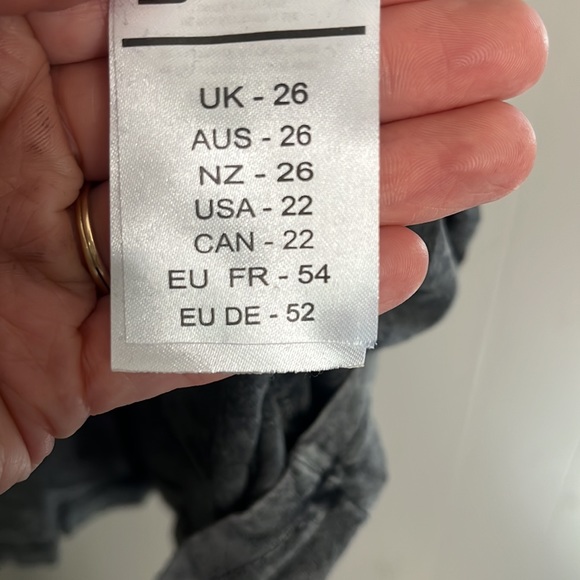 UK - 26
AUS - 26
NZ - 26
USA - 22
CAN - 22
EU FR - 54
EU DE - 52